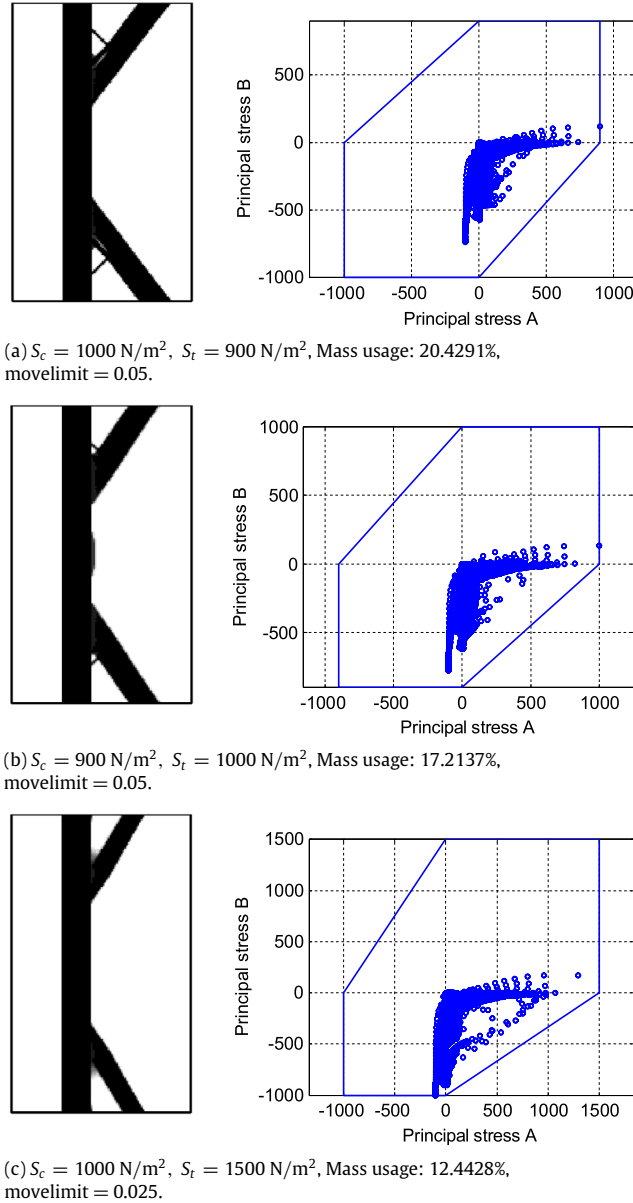 500
0
-500
-1000
-1000 -500 0 500 1000
Principal stress B
Principal stress A
(a) S_c = 1000 N/m², S_t = 900 N/m², Mass usage: 20.4291%,
movelimit = 0.05.
1000
500
0
-500
-1000 -500 0 500 1000
Principal stress B
Principal stress A
(b) S_c = 900 N/m², S_t = 1000 N/m², Mass usage: 17.2137%,
movelimit = 0.05.
1500
1000
500
0
-500
-1000
-1000 -500 0 500 1000 1500
Principal stress B
Principal stress A
(c) S_c = 1000 N/m², S_t = 1500 N/m², Mass usage: 12.4428%,
movelimit = 0.025.